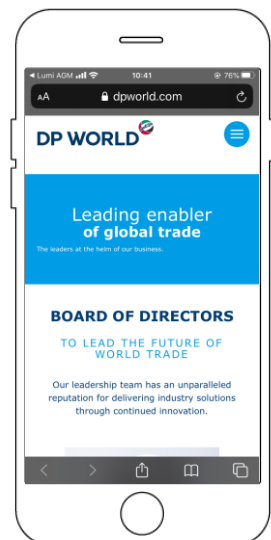 Lumi AGM 10:41 76%
AA dpworld.com
DP WORLD
Leading enabler
of global trade
The leaders at the helm of our business.
BOARD OF DIRECTORS
TO LEAD THE FUTURE OF
WORLD TRADE
Our leadership team has an unparalleled
reputation for delivering industry solutions
through continued innovation.